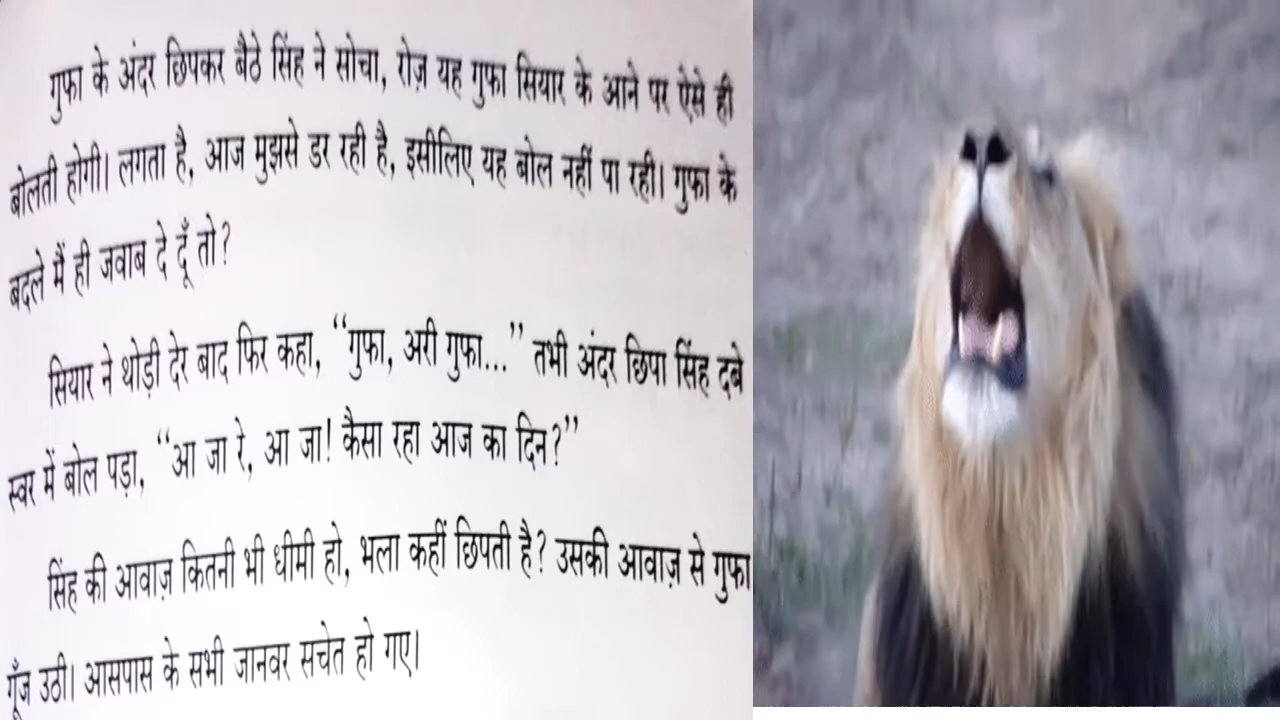 गुफा के अंदर छिपकर बैठे सिंह ने सोचा, रोज़ यह गुफा सियार के आने पर ऐसे ही
बोलती होगी। लगता है, आज मुझसे डर रही है, इसीलिए यह बोल नहीं पा रही। गुफा के
बदले मैं ही जवाब दे दूँ तो?
सियार ने थोड़ी देर बाद फिर कहा, “गुफा, अरी गुफा...” तभी अंदर छिपा सिंह दबे
स्वर में बोल पड़ा, “आ जा रे, आ जा! कैसा रहा आज का दिन?”
सिंह की आवाज़ कितनी भी धीमी हो, भला कहीं छिपती है? उसकी आवाज़ से गुफा
गूँज उठी। आसपास के सभी जानवर सचेत हो गए।